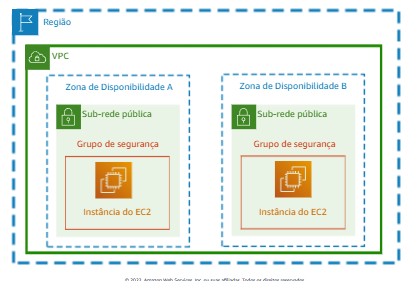 Região
VPC
Zona de Disponibilidade A
Zona de Disponibilidade B
Sub-rede pública
Sub-rede pública
Grupo de segurança
Grupo de segurança
Instância do EC2
Instância do EC2
© 2021, Amazon Web Services, Inc. ou suas afiliadas. Todos os direitos reservados.